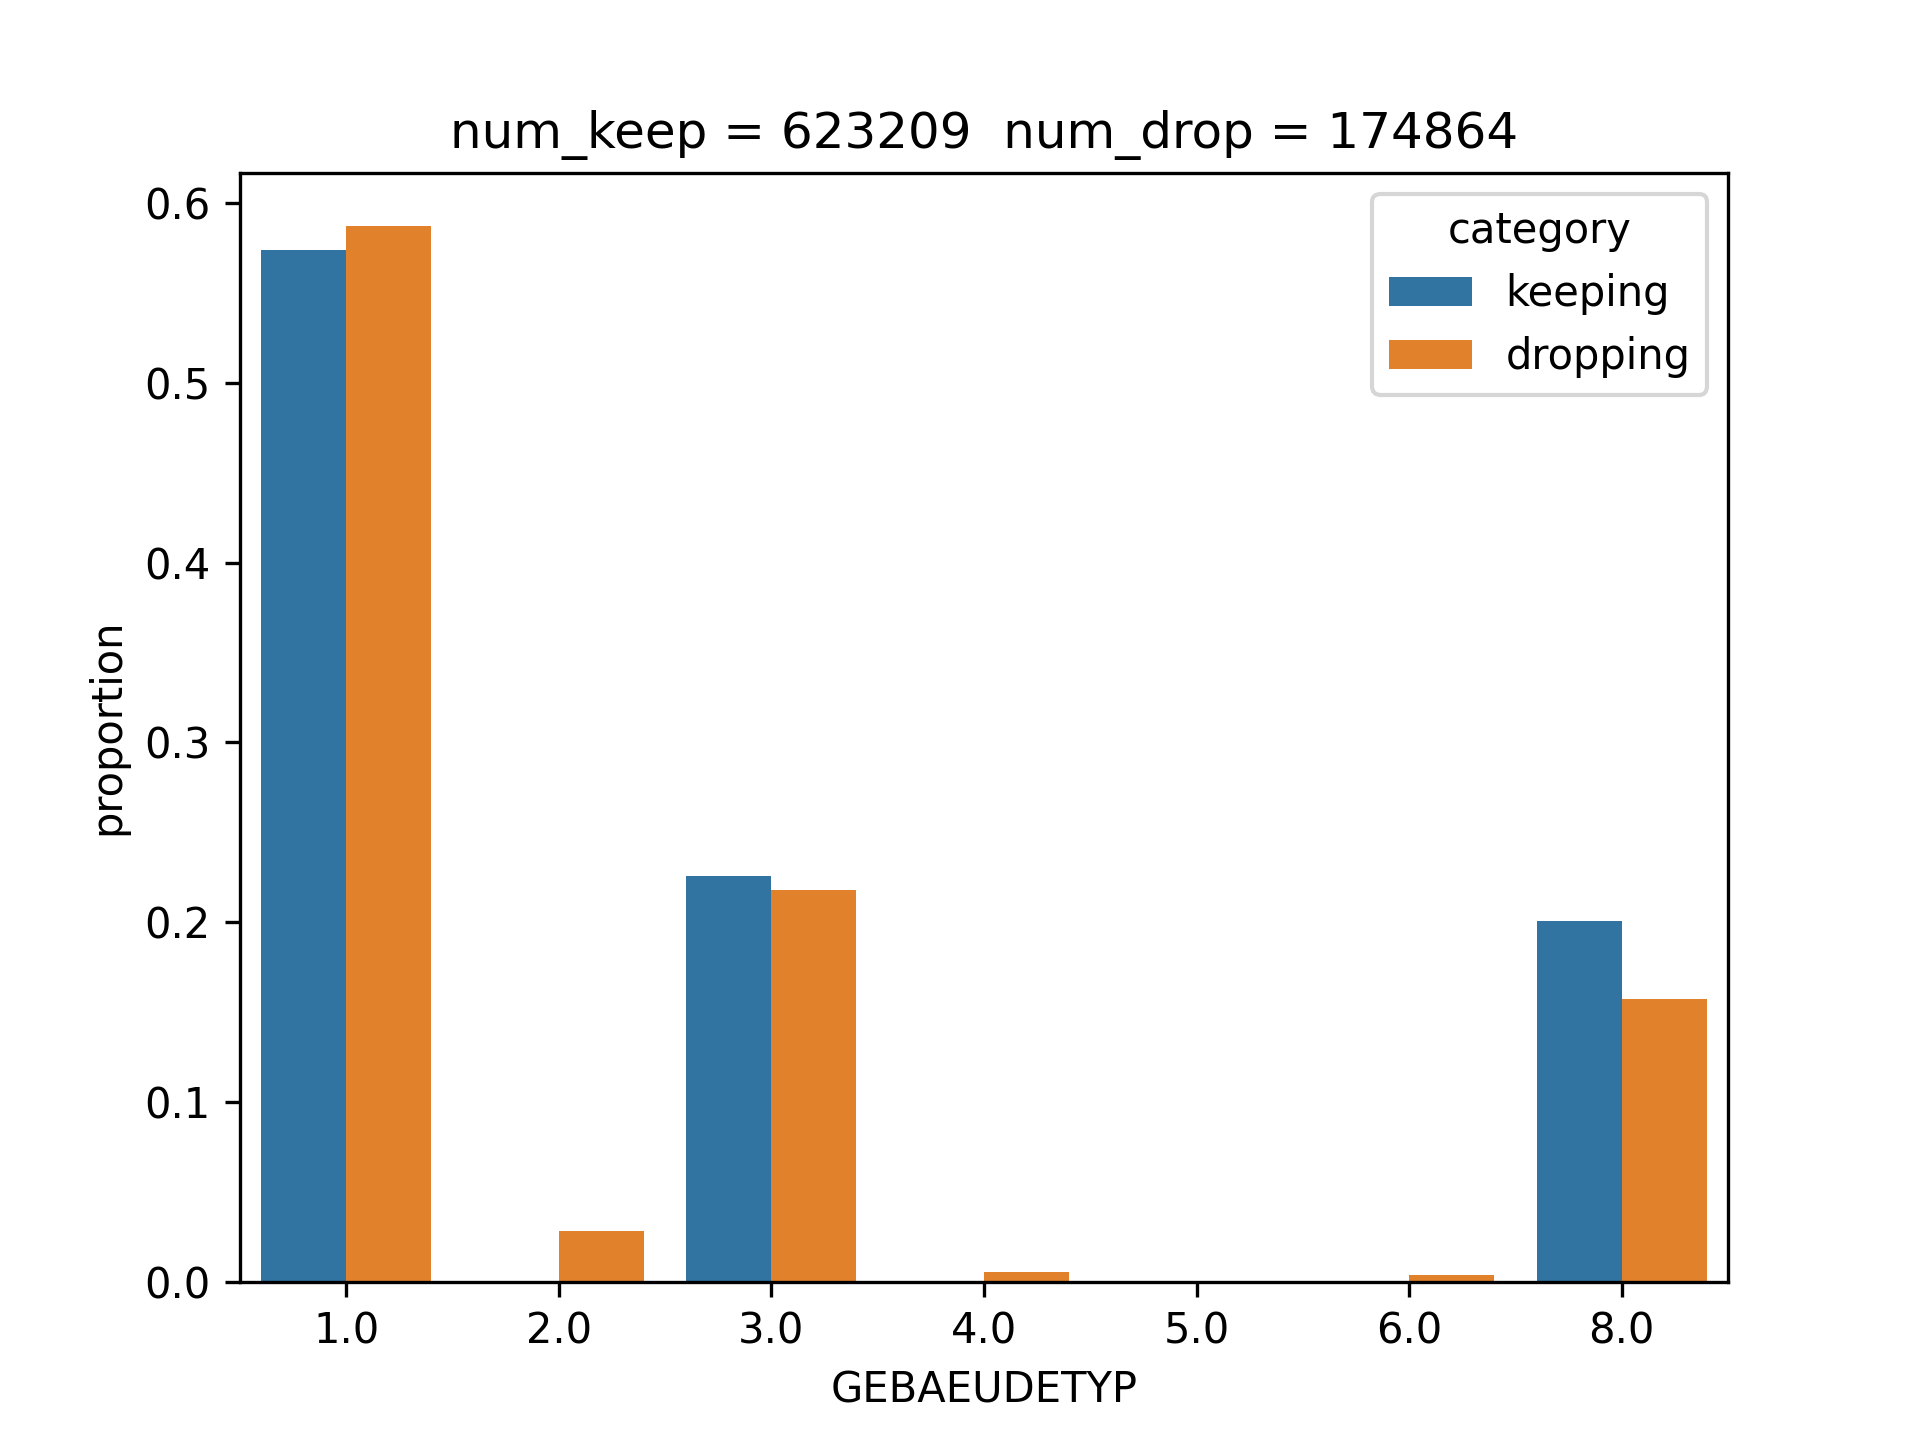 num_keep = 623209  num_drop = 174864
category
keeping
dropping
0.6
0.5
0.4
0.3
0.2
0.1
0.0
proportion
1.0 2.0 3.0 4.0 5.0 6.0 8.0
GEBAEUDETYP